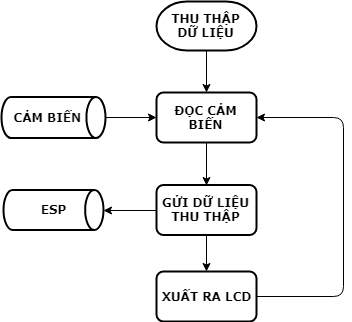 THU THẬP
DỮ LIỆU
CẢM BIẾN
ĐỌC CẢM
BIẾN
ESP
GỬI DỮ LIỆU
THU THẬP
XUẤT RA LCD